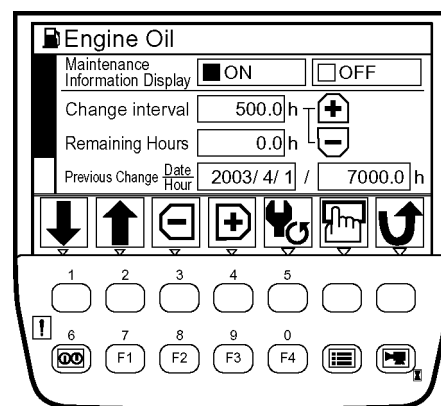 Engine Oil
Maintenance
Information Display ON OFF
Change interval 500.0 h +
Remaining Hours 0.0 h −
Previous Change Date
Hour 2003/ 4/ 1 / 7000.0 h
1 2 3 4 5
! 6 7 8 9 0
F1 F2 F3 F4